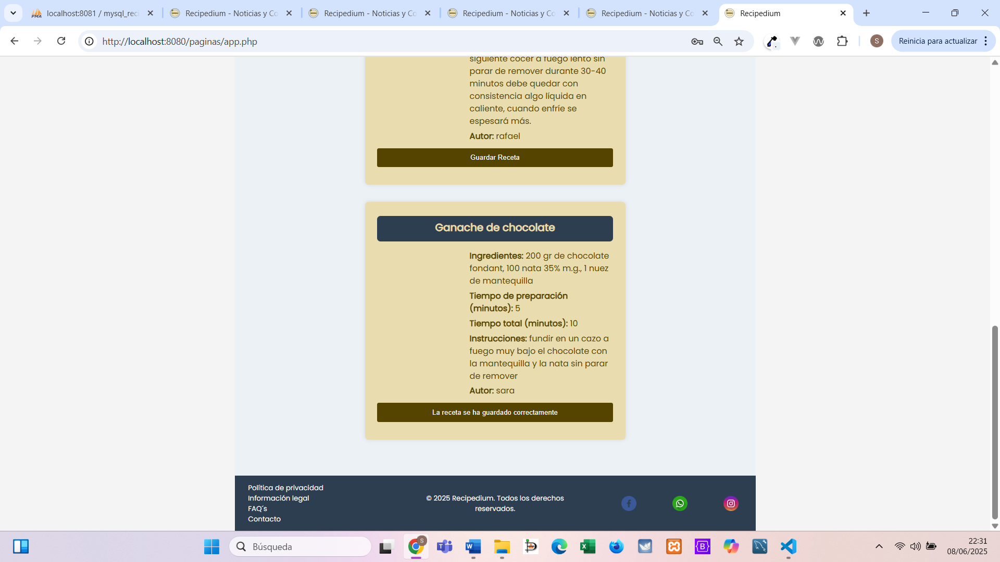 localhost:8081 / mysql_reci
Recipedium - Noticias y Co
Recipedium - Noticias y Co
Recipedium - Noticias y Co
Recipedium - Noticias y Co
Recipedium
http://localhost:8080/paginas/app.php
S
Reinicia para actualizar
siguiente cocer a fuego lento sin
parar de remover durante 30-40
minutos debe quedar con
consistencia algo líquida en
caliente, cuando enfríe se
espesará más.
Autor: rafael
Guardar Receta
Ganache de chocolate
Ingredientes: 200 gr de chocolate
fondant, 100 nata 35% m.g., 1 nuez
de mantequilla
Tiempo de preparación
(minutos): 5
Tiempo total (minutos): 10
Instrucciones: fundir en un cazo a
fuego muy bajo el chocolate con
la mantequilla y la nata sin parar
de remover
Autor: sara
La receta se ha guardado correctamente
Política de privacidad
Información legal
FAQ´s
Contacto
© 2025 Recipedium. Todos los derechos
reservados.
Búsqueda
22:31
08/06/2025